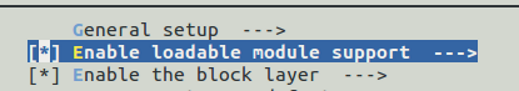 General setup  --->
[*] Enable loadable module support  --->
[*] Enable the block layer  --->